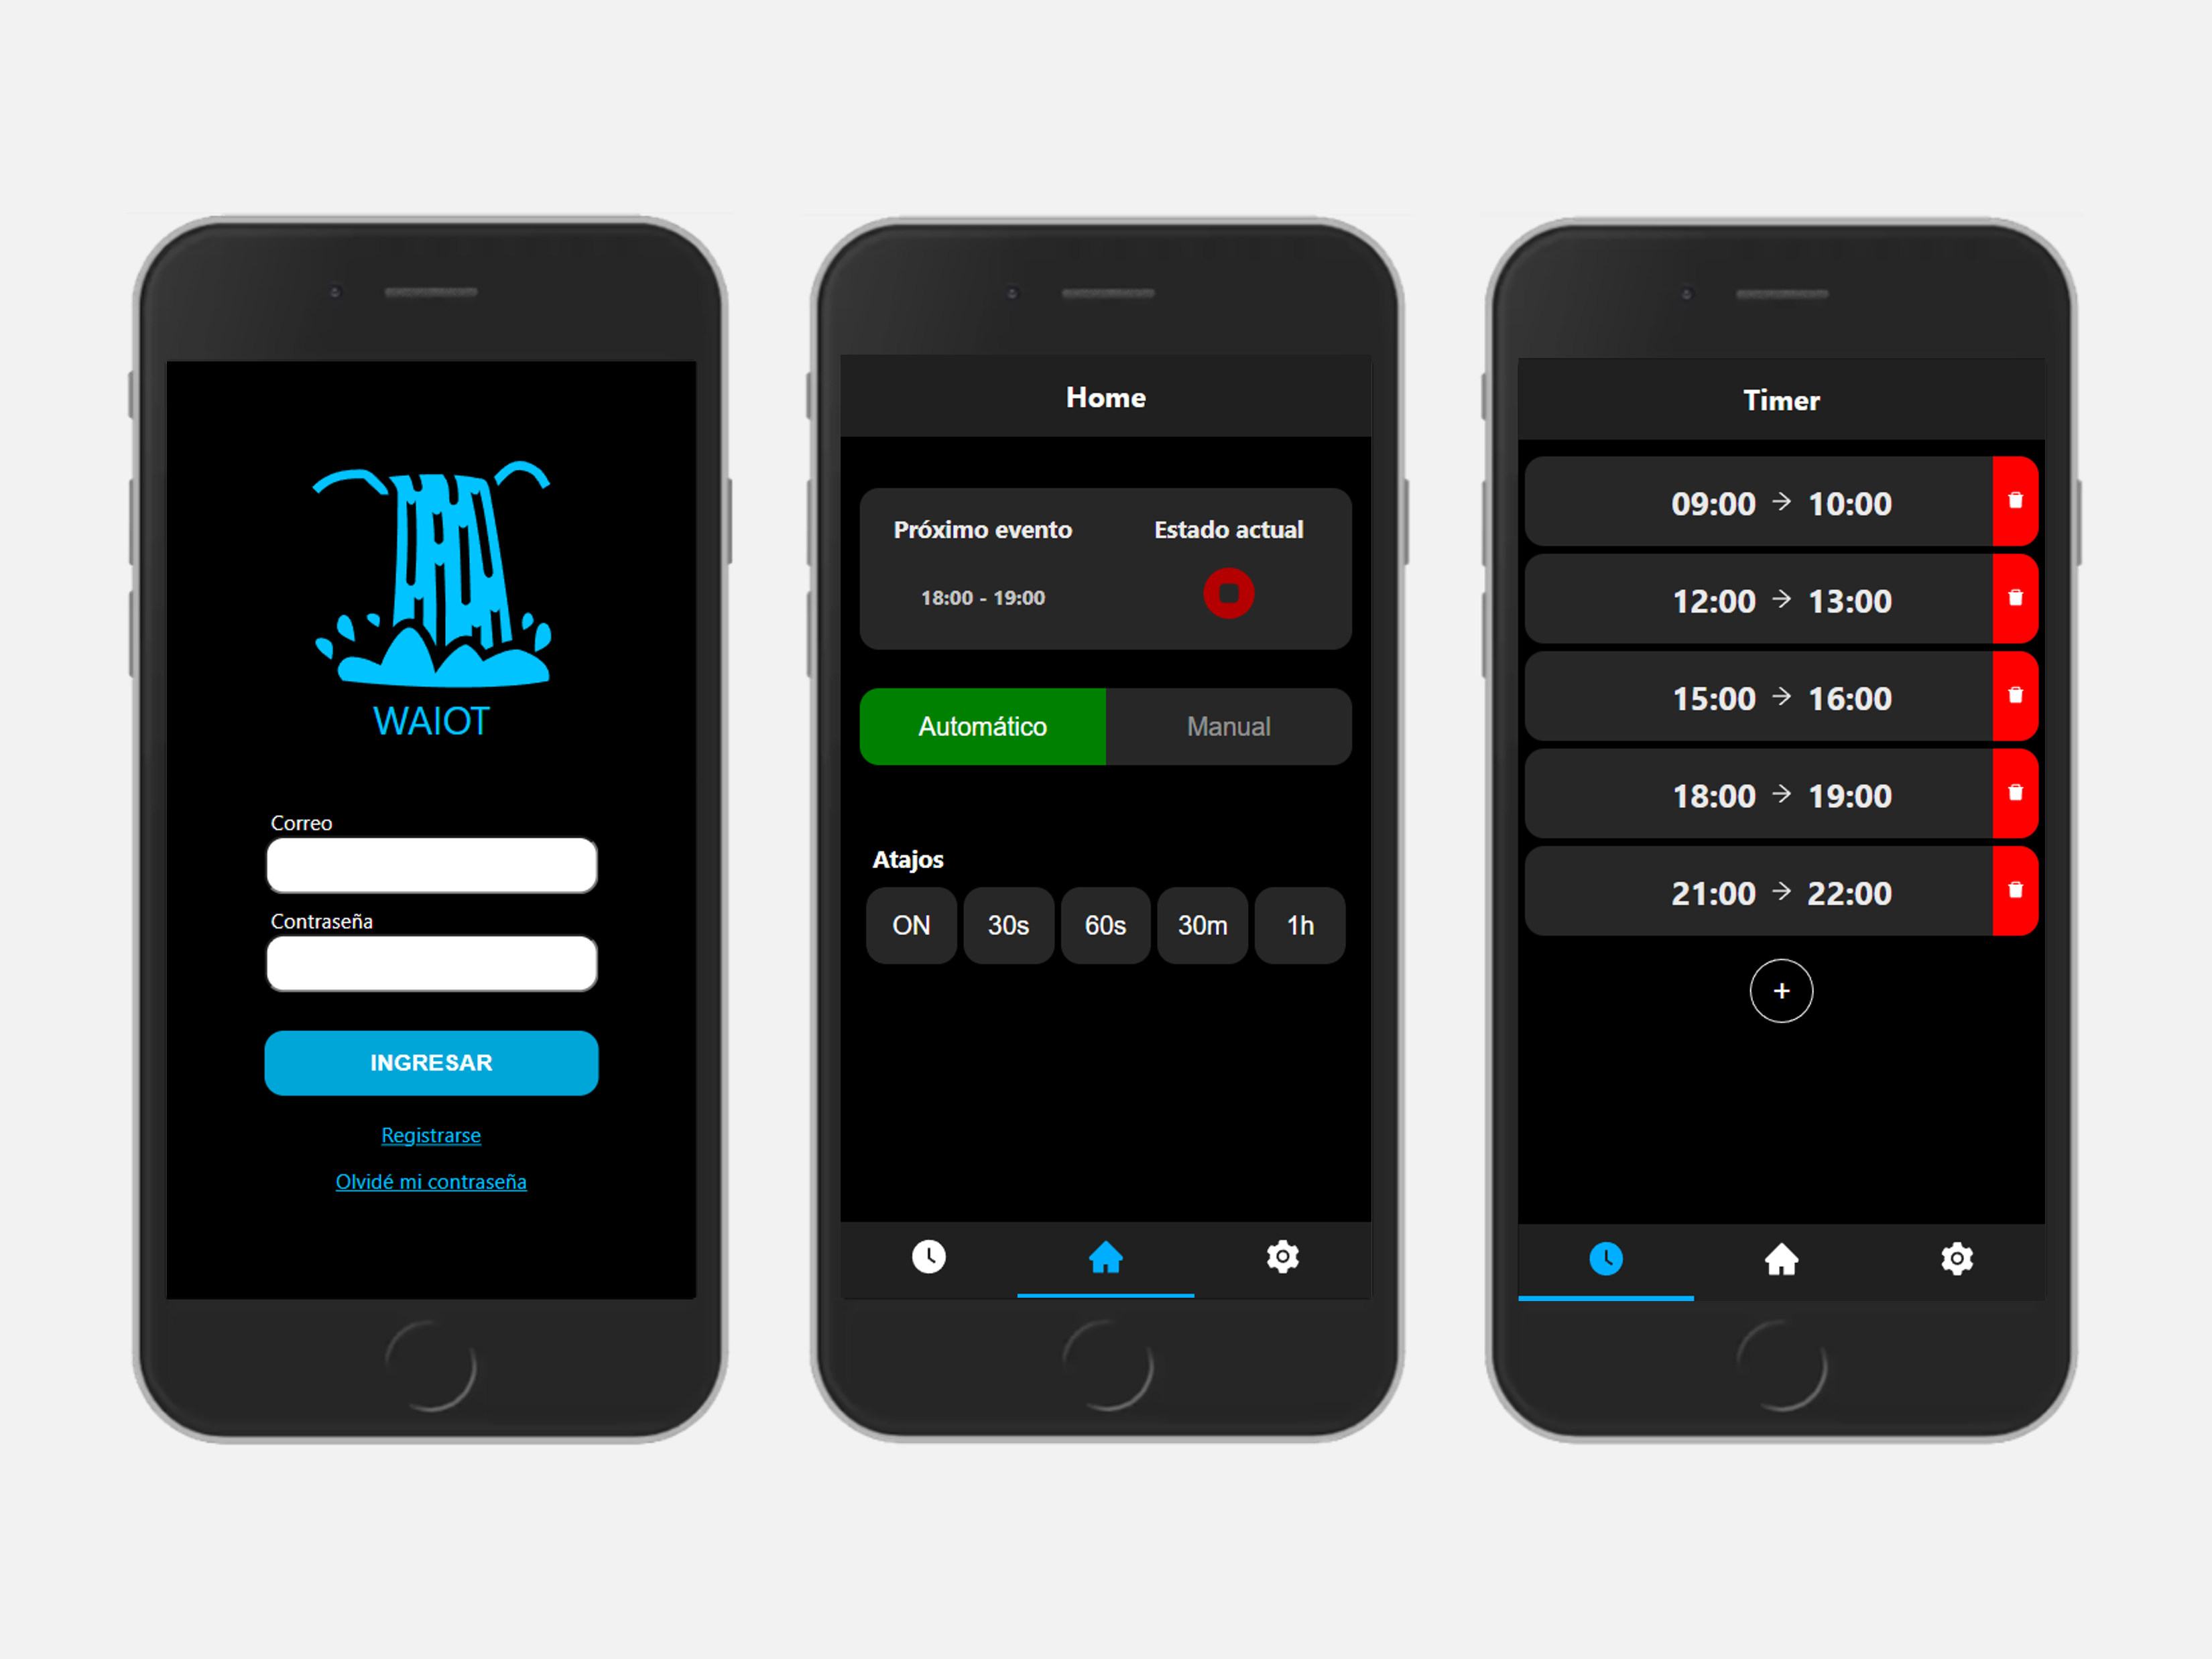 WAIOT
Correo
Contraseña
INGRESAR
Registrarse
Olvidé mi contraseña
Home
Próximo evento
Estado actual
18:00 - 19:00
Automático
Manual
Atajos
ON
30s
60s
30m
1h
Timer
09:00 → 10:00
12:00 → 13:00
15:00 → 16:00
18:00 → 19:00
21:00 → 22:00
+